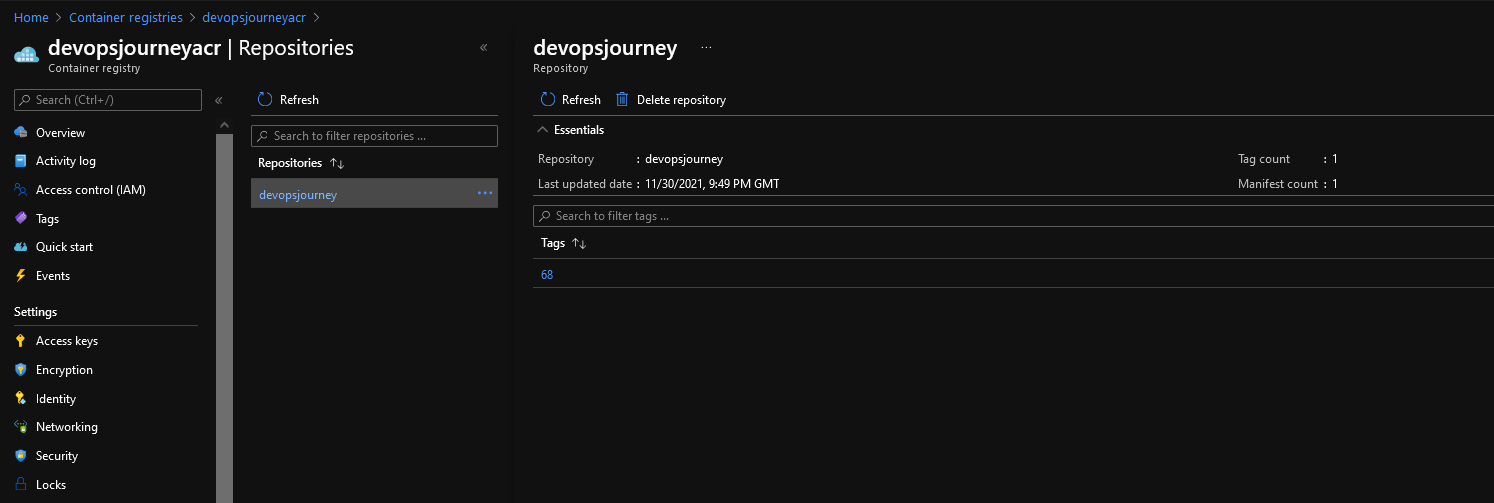 Home > Container registries > devopsjourneyacr >
devopsjourneyacr | Repositories
Container registry
Search (Ctrl+/)
Overview
Activity log
Access control (IAM)
Tags
Quick start
Events
Settings
Access keys
Encryption
Identity
Networking
Security
Locks
Refresh
Search to filter repositories ...
Repositories
devopsjourney
devopsjourney ...
Repository
Refresh Delete repository
Essentials
Repository : devopsjourney Tag count : 1
Last updated date : 11/30/2021, 9:49 PM GMT Manifest count : 1
Search to filter tags ...
Tags
68